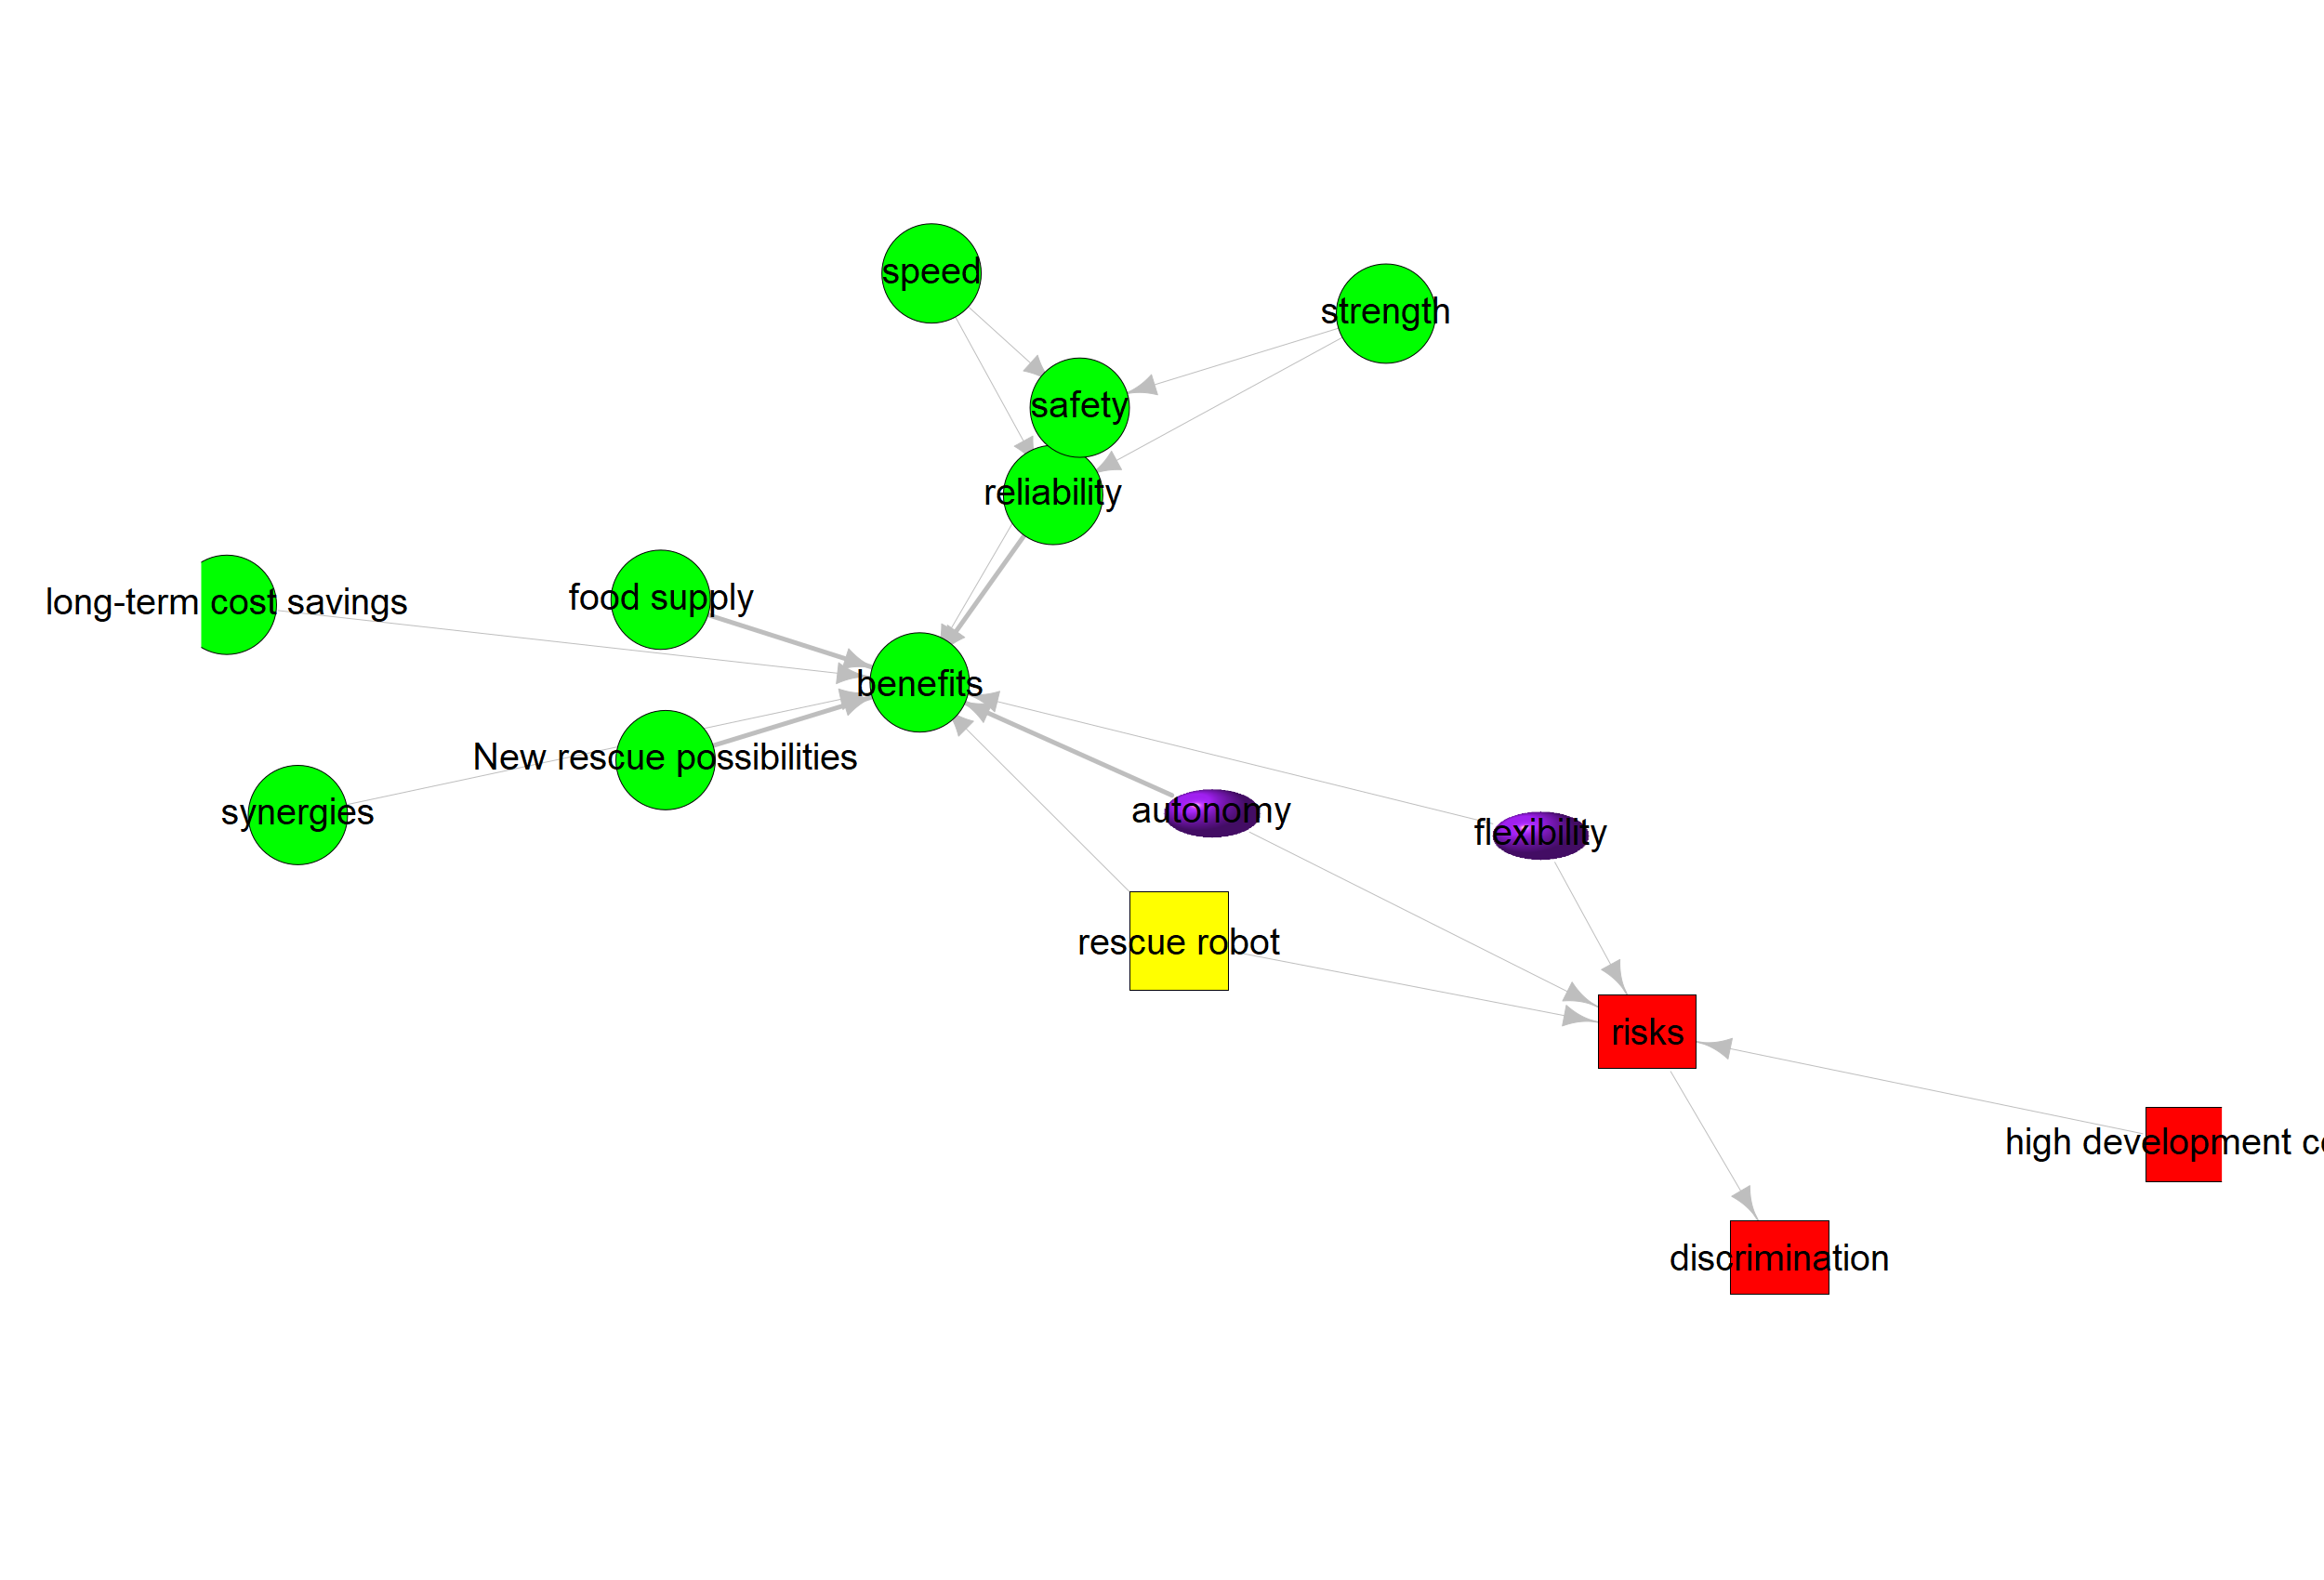 speed
strength
safety
reliability
long-term cost savings
food supply
benefits
New rescue possibilities
synergies
autonomy
flexibility
rescue robot
risks
high development
discrimination